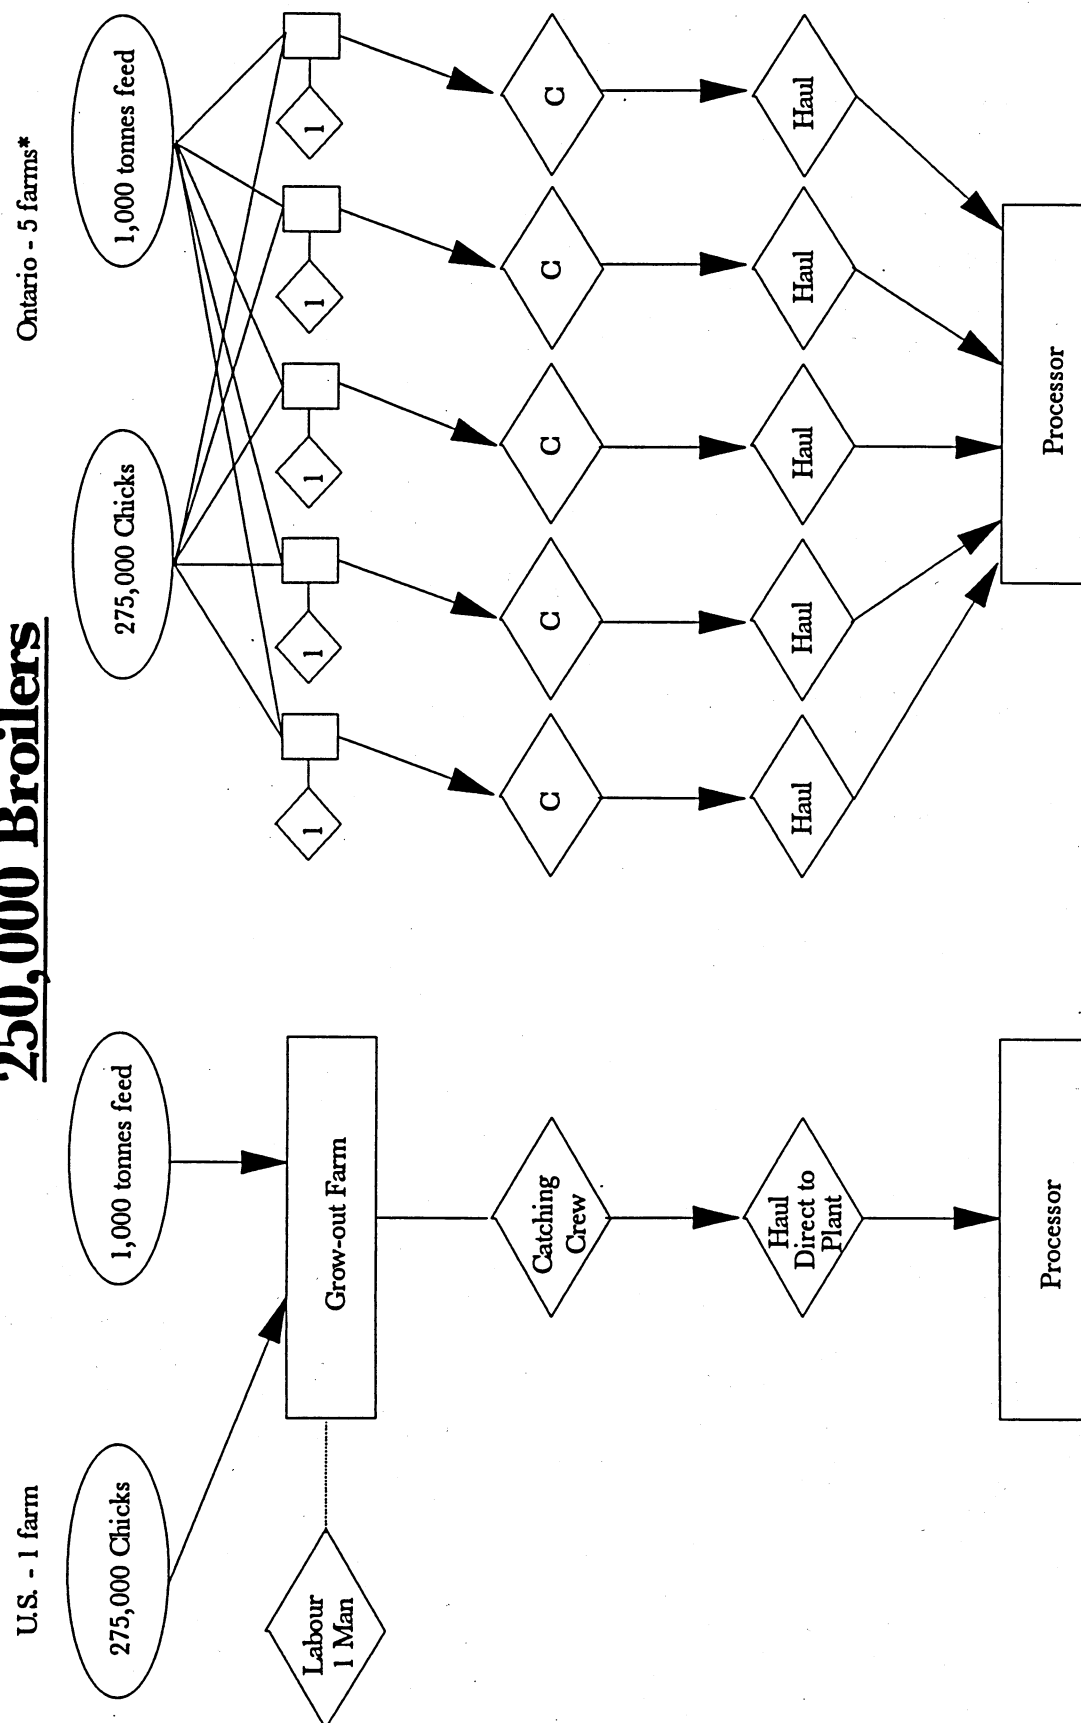 250,000 Broilers
U.S. - 1 farm
275,000 Chicks
1,000 tonnes feed
Labour
1 Man
Grow-out Farm
Catching
Crew
Haul
Direct to
Plant
Processor
Ontario - 5 farms*
275,000 Chicks
1,000 tonnes feed
1
1
1
1
1
C
C
C
C
C
Haul
Haul
Haul
Haul
Haul
Processor